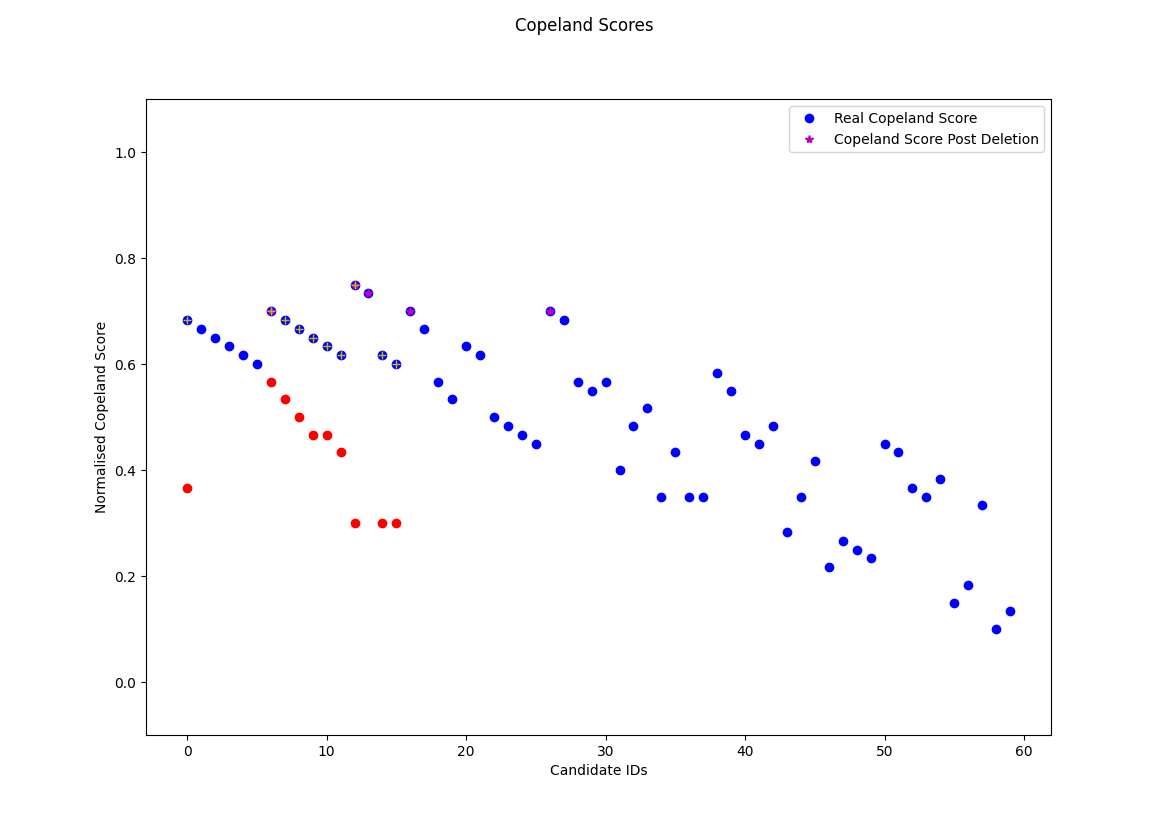 Copeland Scores
Real Copeland Score
Copeland Score Post Deletion
1.0
0.8
0.6
0.4
0.2
0.0
Normalised Copeland Score
0 10 20 30 40 50 60
Candidate IDs